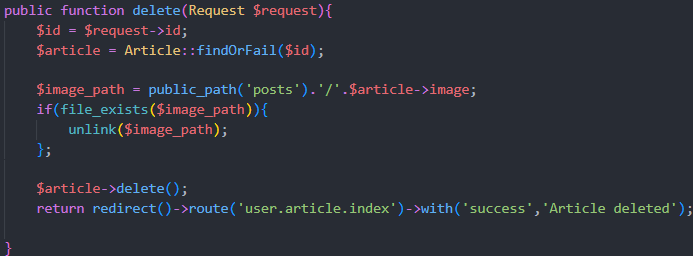 public function delete(Request $request){
$id = $request->id;
$article = Article::findOrFail($id);
$image_path = public_path('posts').'/'.$article->image;
if(file_exists($image_path)){
unlink($image_path);
};
$article->delete();
return redirect()->route('user.article.index')->with('success','Article deleted');
}